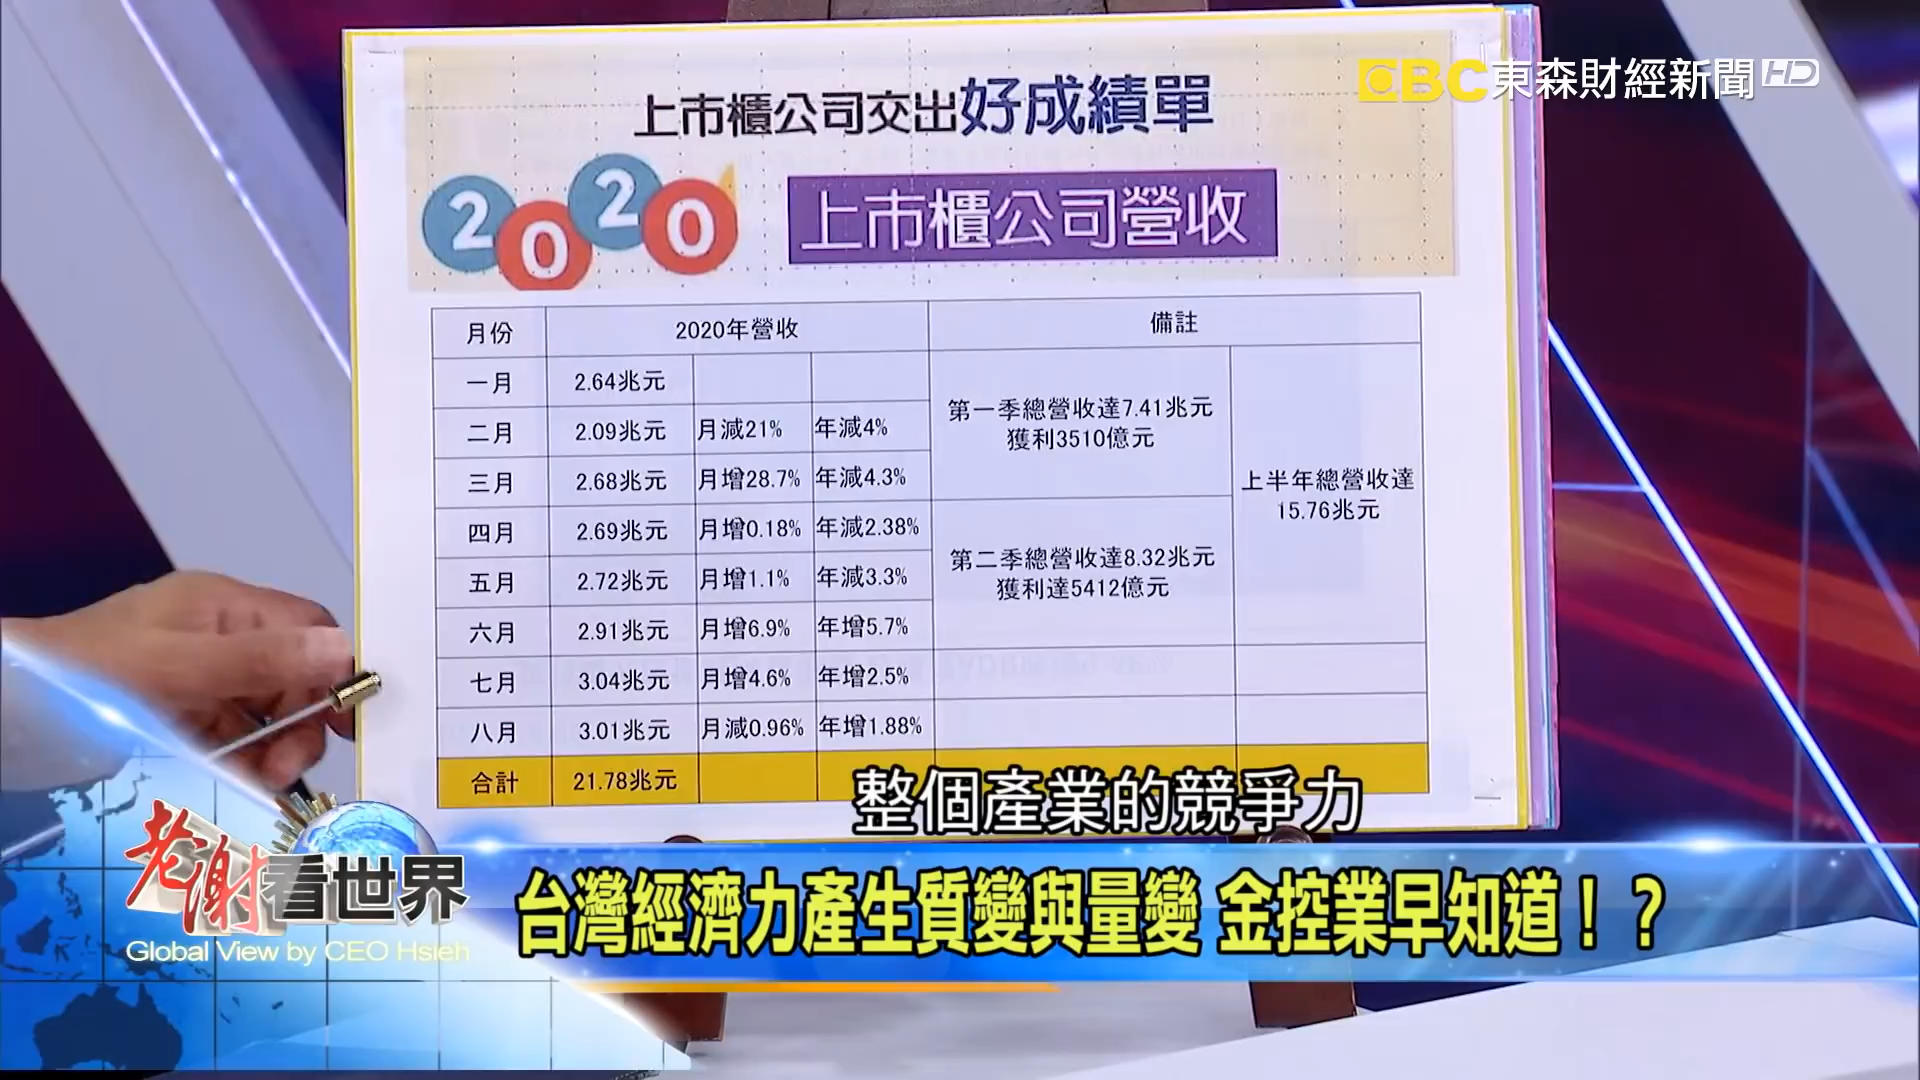 EBC東森財經新聞HD
上市櫃公司交出好成績單
2020 上市櫃公司營收
月份 2020年營收 備註
一月 2.64兆元
二月 2.09兆元 月減21% 年減4%
三月 2.68兆元 月增28.7% 年減4.3%
四月 2.69兆元 月增0.18% 年減2.38%
五月 2.72兆元 月增1.1% 年減3.3%
六月 2.91兆元 月增6.9% 年增5.7%
七月 3.04兆元 月增4.6% 年增2.5%
八月 3.01兆元 月減0.96% 年增1.88%
合計 21.78兆元
第一季總營收達7.41兆元
獲利3510億元
第二季總營收達8.32兆元
獲利達5412億元
上半年總營收達
15.76兆元
整個產業的競爭力
老謝看世界
Global View by CEO Hsieh
台灣經濟力產生質變與量變 金控業早知道！？